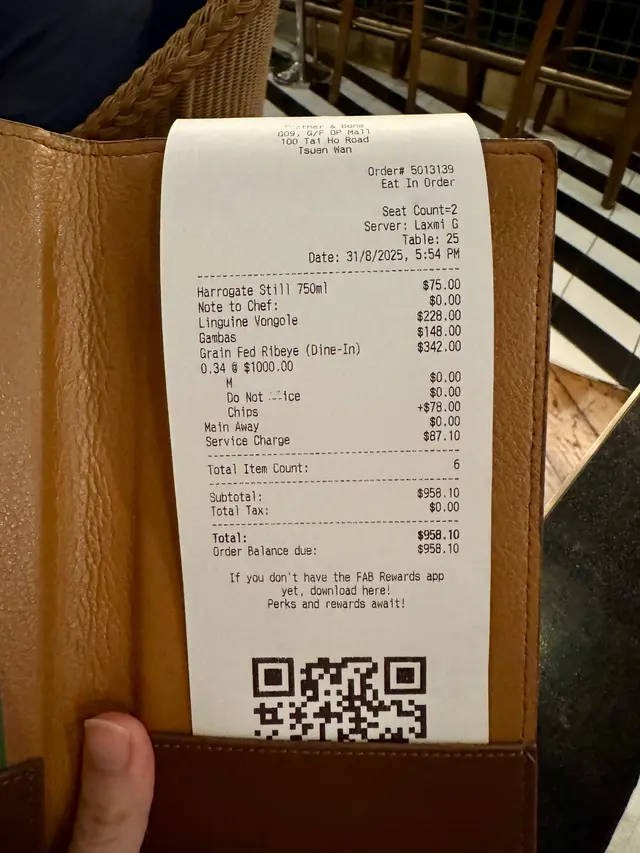 & Bone
G09, G/F OP Mall
100 Tai Ho Road
Tsuen Wan
Order# 5013139
Eat In Order
Seat Count=2
Server: Laxmi G
Table: 25
Date: 31/8/2025, 5:54 PM
Harrogate Still 750ml $75.00
Note to Chef: $0.00
Linguine Vongole $228.00
Gambas $148.00
Grain Fed Ribeye (Dine-In) $342.00
0.34 @ $1000.00
M $0.00
Do Not $0.00
Chips +$78.00
Main Away $0.00
Service Charge $87.10
Total Item Count: 6
Subtotal: $958.10
Total Tax: $0.00
Total: $958.10
Order Balance due: $958.10
If you don't have the FAB Rewards app
yet, download here!
Perks and rewards await!